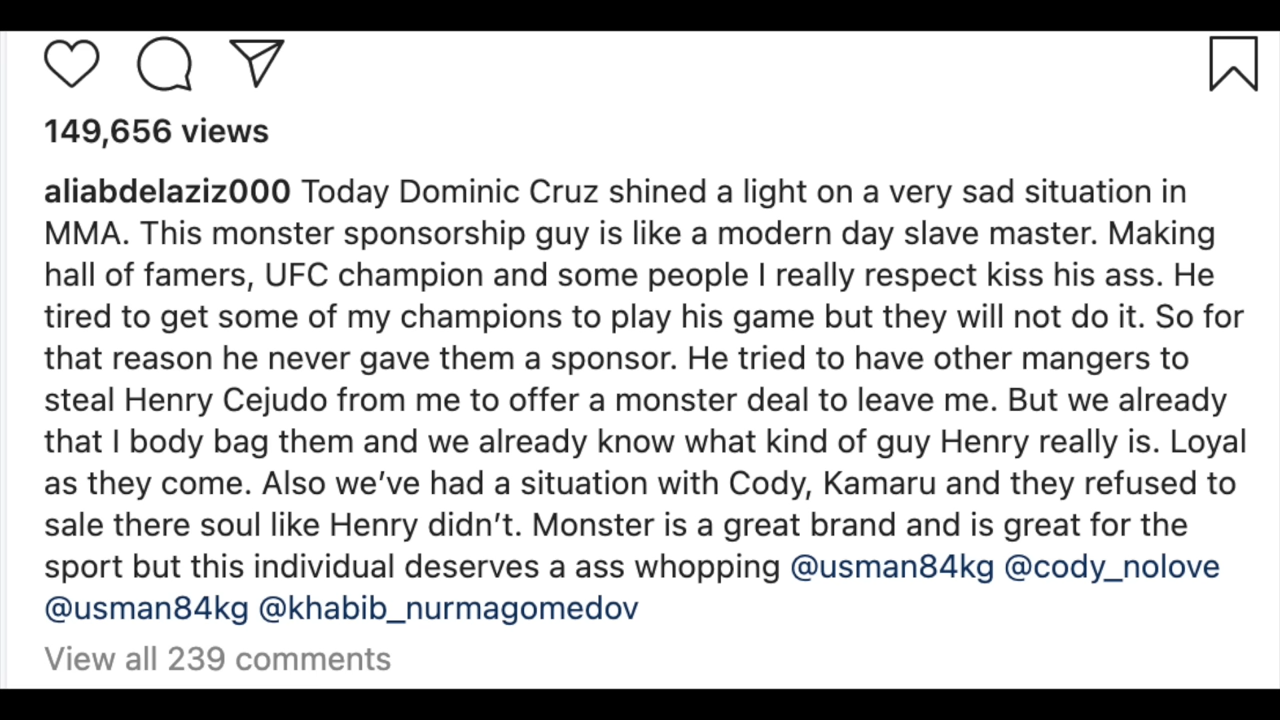 149,656 views
aliabdelaziz000 Today Dominic Cruz shined a light on a very sad situation in
MMA. This monster sponsorship guy is like a modern day slave master. Making
hall of famers, UFC champion and some people I really respect kiss his ass. He
tired to get some of my champions to play his game but they will not do it. So for
that reason he never gave them a sponsor. He tried to have other mangers to
steal Henry Cejudo from me to offer a monster deal to leave me. But we already
that I body bag them and we already know what kind of guy Henry really is. Loyal
as they come. Also we’ve had a situation with Cody, Kamaru and they refused to
sale there soul like Henry didn’t. Monster is a great brand and is great for the
sport but this individual deserves a ass whopping @usman84kg @cody_nolove
@usman84kg @khabib_nurmagomedov
View all 239 comments